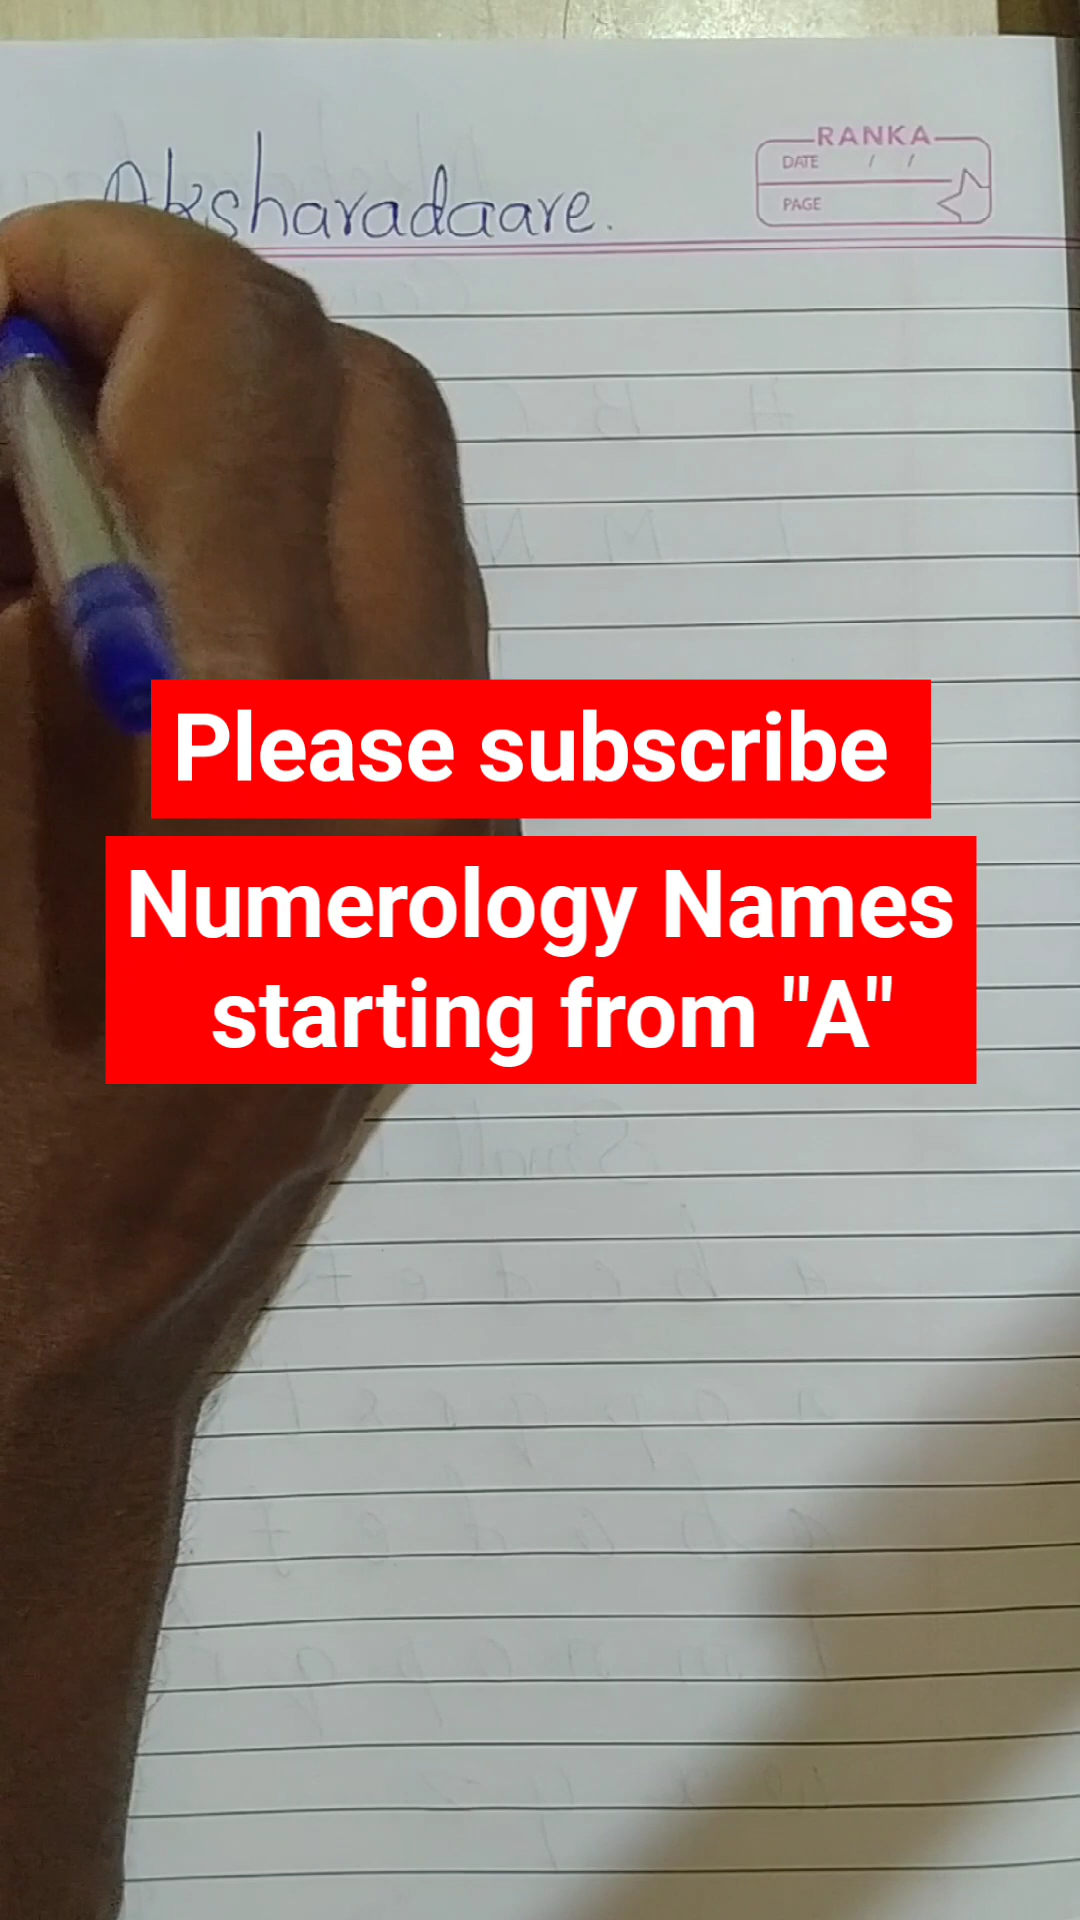 Aksharadaare.
RANKA
DATE / /
PAGE
Please subscribe
Numerology Names
starting from "A"